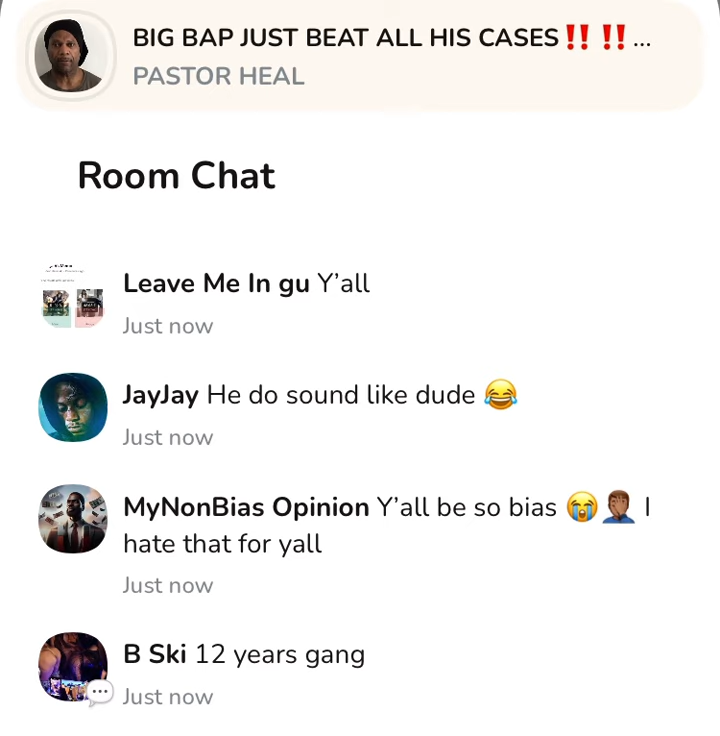 BIG BAP JUST BEAT ALL HIS CASES‼️ ‼️...
PASTOR HEAL
Room Chat
Leave Me In gu Y’all
Just now
JayJay He do sound like dude 😂
Just now
MyNonBias Opinion Y’all be so bias 😭🤦🏾‍♂️ I
hate that for yall
Just now
B Ski 12 years gang
Just now